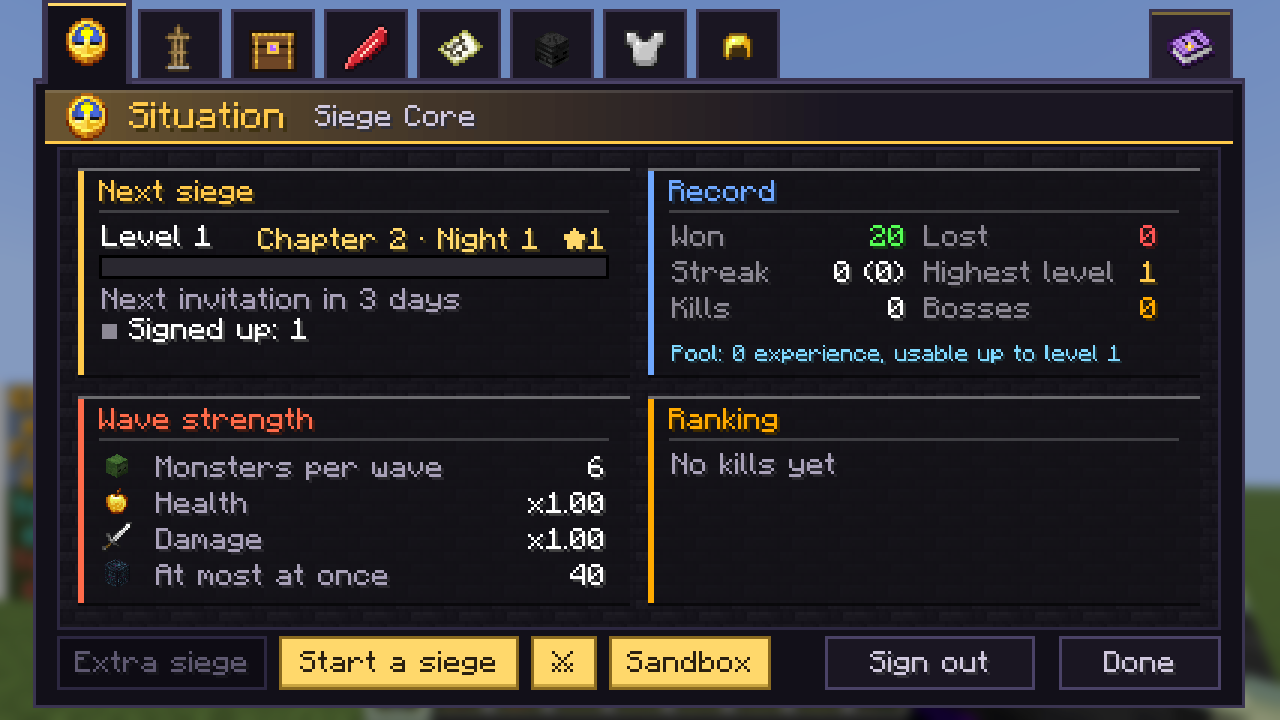 Situation Siege Core
Next siege
Level 1 Chapter 2 · Night 1 ★1
Next invitation in 3 days
Signed up: 1
Record
Won 20 Lost 0
Streak 0 (0) Highest level 1
Kills 0 Bosses 0
Pool: 0 experience, usable up to level 1
Wave strength
Monsters per wave 6
Health x1.00
Damage x1.00
At most at once 40
Ranking
No kills yet
Extra siege Start a siege X Sandbox Sign out Done